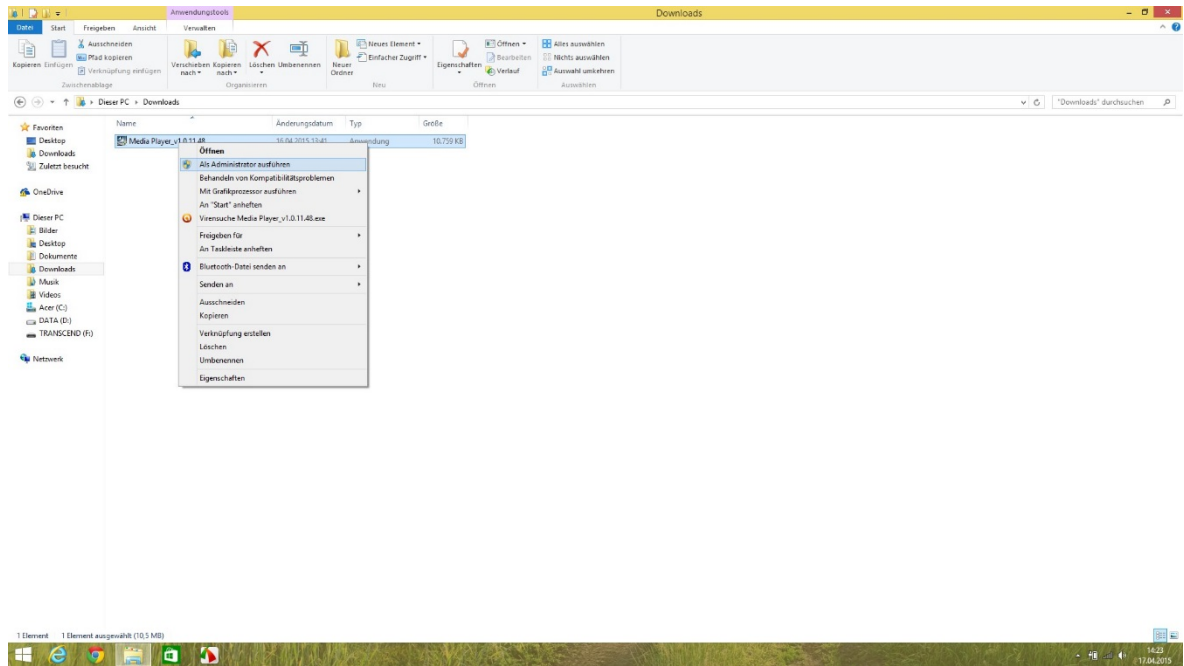 Anwendungstools
Downloads
Datei Start Freigeben Ansicht Verwalten
Kopieren
Einfügen
Ausschneiden
Pfad kopieren
Verknüpfung einfügen
Zwischenablage
Verschieben nach
Kopieren nach
Löschen
Umbenennen
Organisieren
Neuer Ordner
Neues Element
Einfacher Zugriff
Neu
Eigenschaften
Öffnen
Bearbeiten
Verlauf
Öffnen
Alles auswählen
Nichts auswählen
Auswahl umkehren
Auswählen
Dieser PC Downloads
"Downloads" durchsuchen
Name Änderungsdatum Typ Größe
Media Player_v1.0.11.48 16.04.2015 13:41 Anwendung 10.759 KB
Favoriten
Desktop
Downloads
Zuletzt besucht
OneDrive
Dieser PC
Bilder
Desktop
Dokumente
Downloads
Musik
Videos
Acer (C:)
DATA (D:)
TRANSCEND (F:)
Netzwerk
Öffnen
Als Administrator ausführen
Behandeln von Kompatibilitätsproblemen
Mit Grafikprozessor ausführen
An "Start" anheften
Virensuche Media Player_v1.0.11.48.exe
Freigeben für
An Taskleiste anheften
Bluetooth-Datei senden an
Senden an
Ausschneiden
Kopieren
Verknüpfung erstellen
Löschen
Umbenennen
Eigenschaften
1 Element 1 Element ausgewählt (10,5 MB)
14:23
17.04.2015